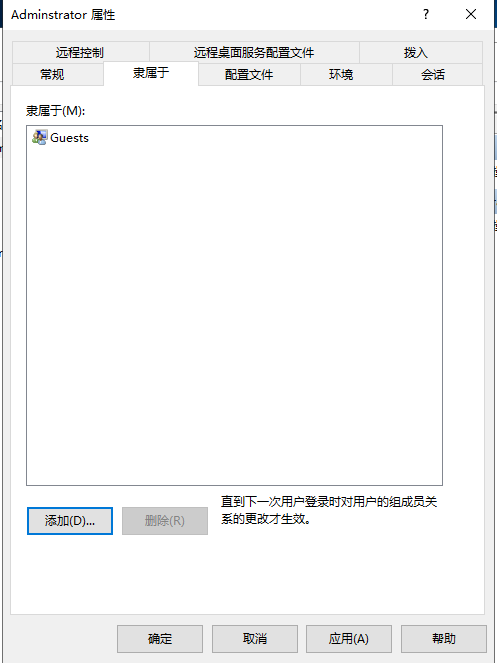 Adminstrator 属性
?
远程控制 远程桌面服务配置文件 拨入
常规 隶属于 配置文件 环境 会话
隶属于(M):
Guests
添加(D)... 删除(R)
直到下一次用户登录时对用户的组成员关
系的更改才生效。
确定 取消 应用(A) 帮助